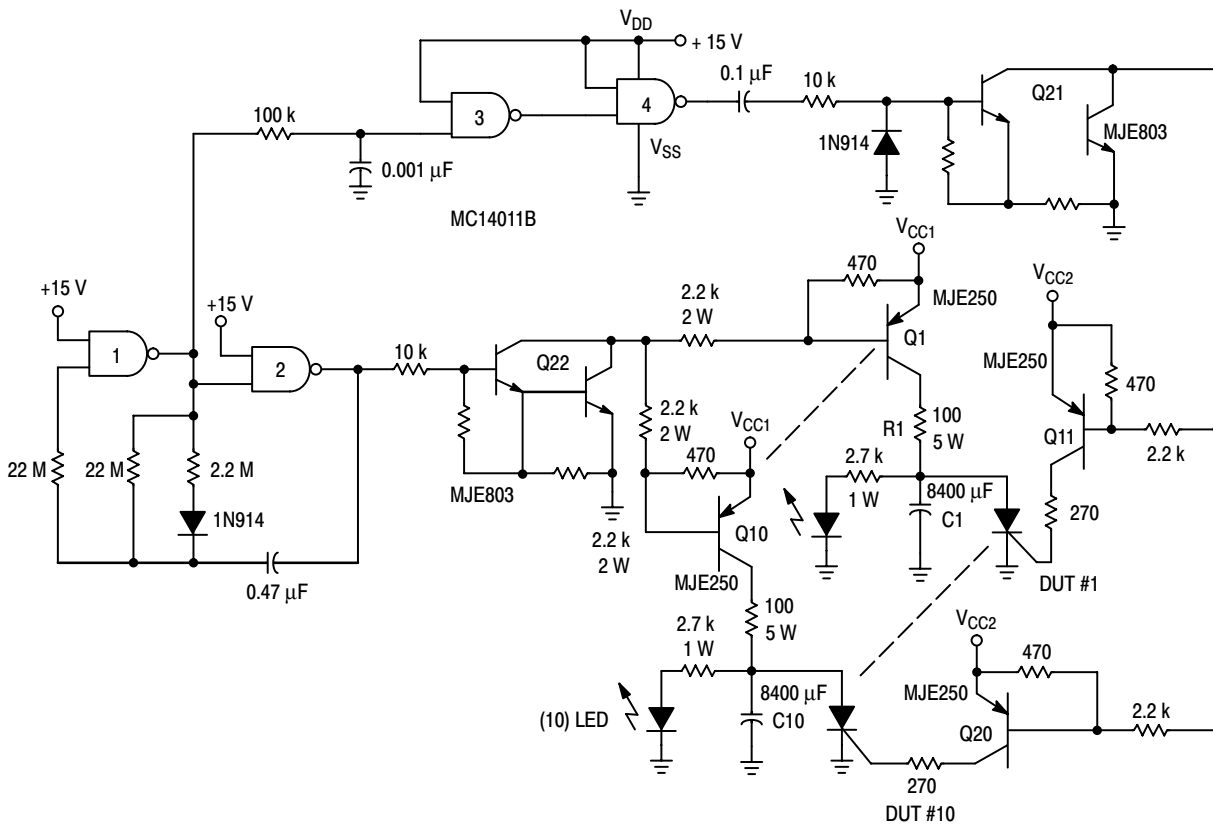 V_DD
+ 15 V
0.1 μF
10 k
Q21
3
4
100 k
1N914
MJE803
0.001 μF
V_SS
MC14011B
V_CC1
470
V_CC2
+15 V
+15 V
2.2 k
2 W
MJE250
1
2
10 k
Q22
Q1
MJE250
470
2.2 k
2 W
V_CC1
R1
100
5 W
Q11
2.2 k
22 M
22 M
2.2 M
470
2.7 k
1 W
8400 μF
C1
270
MJE803
1N914
Q10
2.2 k
2 W
MJE250
DUT #1
0.47 μF
100
5 W
V_CC2
2.7 k
1 W
470
MJE250
8400 μF
C10
(10) LED
Q20
2.2 k
270
DUT #10